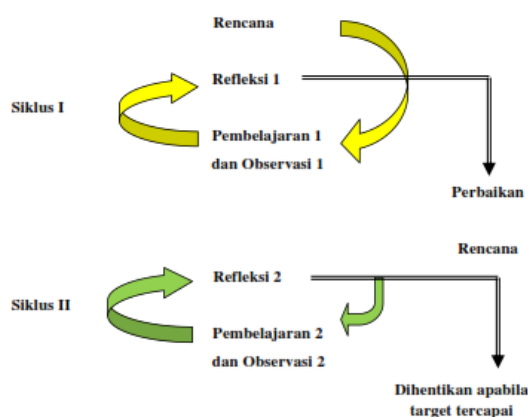 Rencana
Refleksi 1
Siklus I
Pembelajaran 1
dan Observasi 1
Perbaikan
Rencana
Refleksi 2
Siklus II
Pembelajaran 2
dan Observasi 2
Dihentikan apabila
target tercapai